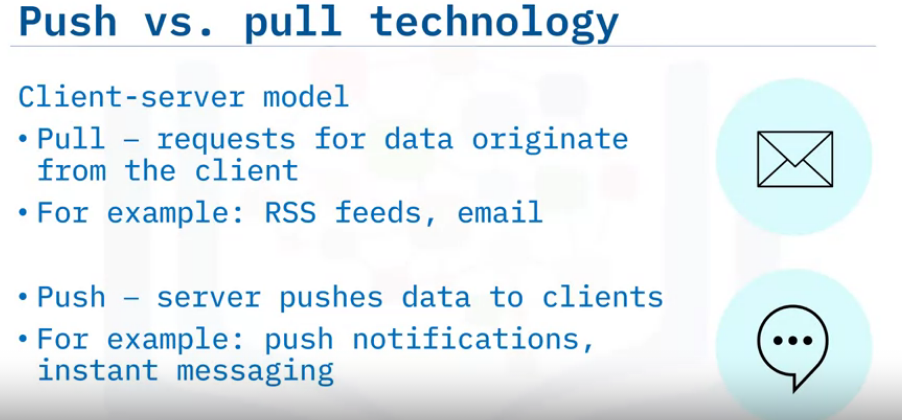 Push vs. pull technology
Client-server model
• Pull – requests for data originate
from the client
• For example: RSS feeds, email
• Push – server pushes data to clients
• For example: push notifications,
instant messaging